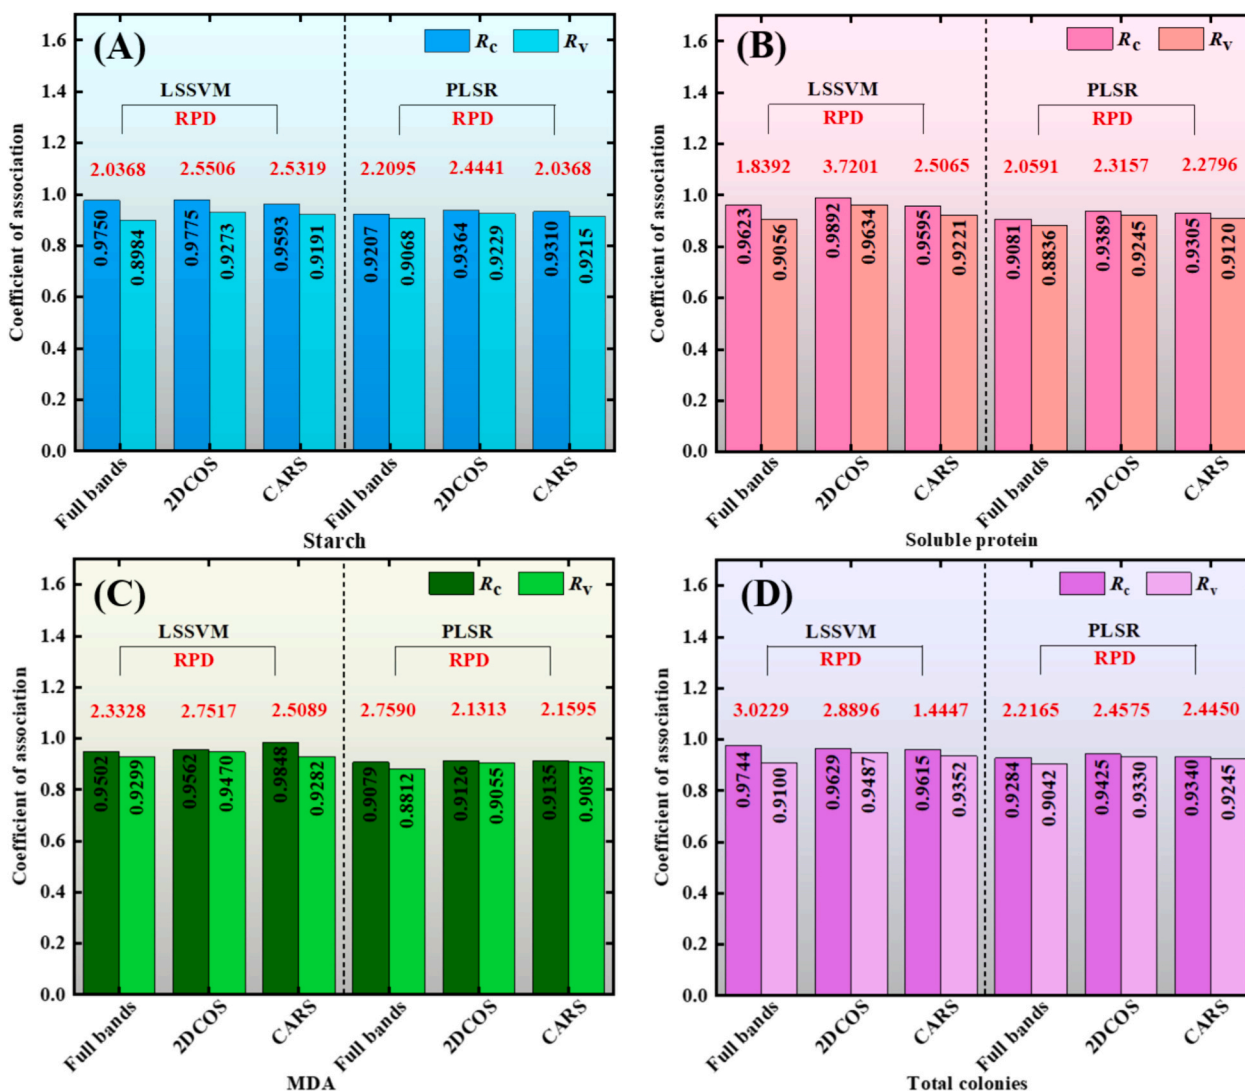 (A)
Rc Rv
LSSVM PLSR
RPD RPD
2.0368 2.5506 2.5319 2.2095 2.4441 2.0368
1.6
1.4
1.2
1.0
0.8
0.6
0.4
0.2
0.0
Coefficient of association
0.9750 0.8984 0.9775 0.9273 0.9593 0.9191 0.9207 0.9068 0.9364 0.9229 0.9310 0.9215
Full bands 2DCOS CARS Full bands 2DCOS CARS
Starch
(B)
Rc Rv
LSSVM PLSR
RPD RPD
1.8392 3.7201 2.5065 2.0591 2.3157 2.2796
1.6
1.4
1.2
1.0
0.8
0.6
0.4
0.2
0.0
Coefficient of association
0.9623 0.9056 0.9892 0.9634 0.9595 0.9221 0.9081 0.8836 0.9389 0.9245 0.9305 0.9120
Full bands 2DCOS CARS Full bands 2DCOS CARS
Soluble protein
(C)
Rc Rv
LSSVM PLSR
RPD RPD
2.3328 2.7517 2.5089 2.7590 2.1313 2.1595
1.6
1.4
1.2
1.0
0.8
0.6
0.4
0.2
0.0
Coefficient of association
0.9502 0.9299 0.9562 0.9470 0.9848 0.9282 0.9079 0.8812 0.9126 0.9055 0.9135 0.9087
Full bands 2DCOS CARS Full bands 2DCOS CARS
MDA
(D)
Rc Rv
LSSVM PLSR
RPD RPD
3.0229 2.8896 1.4447 2.2165 2.4575 2.4450
1.6
1.4
1.2
1.0
0.8
0.6
0.4
0.2
0.0
Coefficient of association
0.9744 0.9100 0.9629 0.9487 0.9615 0.9352 0.9284 0.9042 0.9425 0.9330 0.9340 0.9245
Full bands 2DCOS CARS Full bands 2DCOS CARS
Total colonies